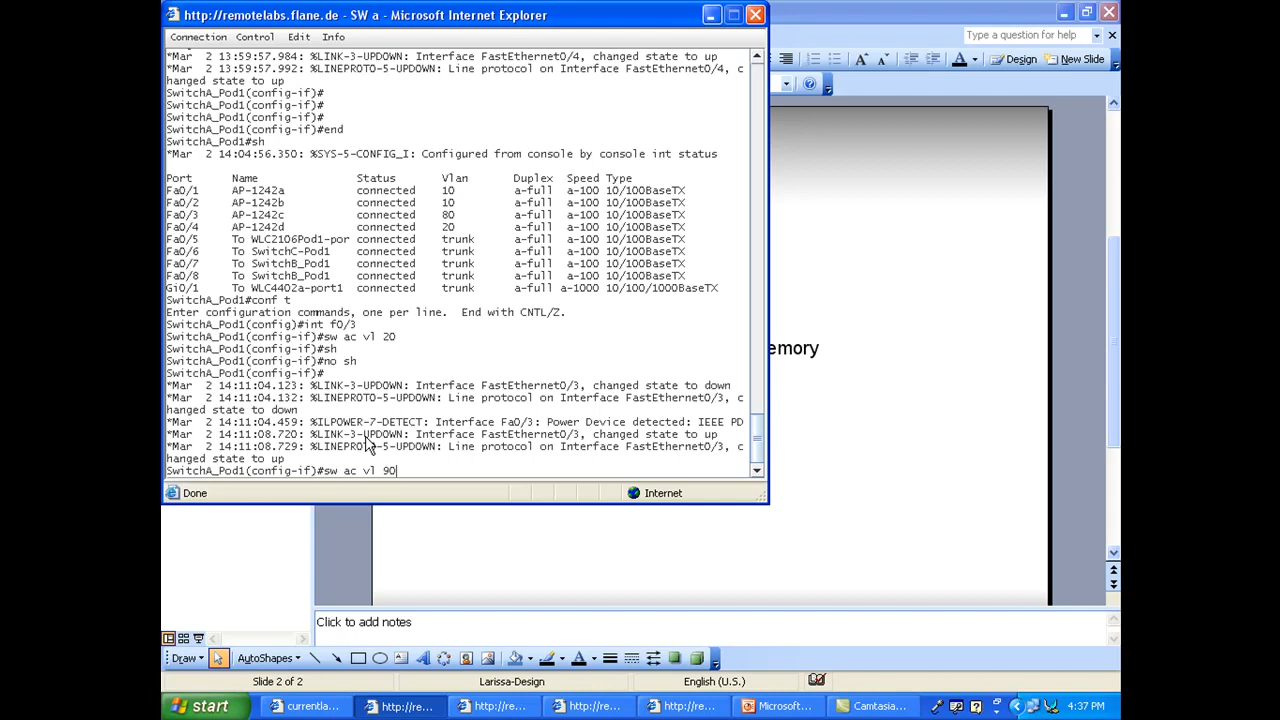 http://remotelabs.flane.de - SW a - Microsoft Internet Explorer
Connection Control Edit Info
*Mar  2 13:59:57.984: %LINK-3-UPDOWN: Interface FastEthernet0/4, changed state to up
*Mar  2 13:59:57.992: %LINEPROTO-5-UPDOWN: Line protocol on Interface FastEthernet0/4, c
hanged state to up
SwitchA_Pod1(config-if)#
SwitchA_Pod1(config-if)#
SwitchA_Pod1(config-if)#
SwitchA_Pod1(config-if)#end
SwitchA_Pod1#sh
*Mar  2 14:04:56.350: %SYS-5-CONFIG_I: Configured from console by console int status
Port Name Status Vlan Duplex Speed Type
Fa0/1 AP-1242a connected 10 a-full a-100 10/100BaseTX
Fa0/2 AP-1242b connected 10 a-full a-100 10/100BaseTX
Fa0/3 AP-1242c connected 80 a-full a-100 10/100BaseTX
Fa0/4 AP-1242d connected 20 a-full a-100 10/100BaseTX
Fa0/5 To WLC2106Pod1-por connected trunk a-full a-100 10/100BaseTX
Fa0/6 To SwitchC-Pod1 connected trunk a-full a-100 10/100BaseTX
Fa0/7 To SwitchB_Pod1 connected trunk a-full a-100 10/100BaseTX
Fa0/8 To SwitchB_Pod1 connected trunk a-full a-100 10/100BaseTX
Gi0/1 To WLC4402a-port1 connected trunk a-full a-1000 10/100/1000BaseTX
SwitchA_Pod1#conf t
Enter configuration commands, one per line.  End with CNTL/Z.
SwitchA_Pod1(config)#int f0/3
SwitchA_Pod1(config-if)#sw ac vl 20
SwitchA_Pod1(config-if)#sh
SwitchA_Pod1(config-if)#no sh
SwitchA_Pod1(config-if)#
*Mar  2 14:11:04.123: %LINK-3-UPDOWN: Interface FastEthernet0/3, changed state to down
*Mar  2 14:11:04.132: %LINEPROTO-5-UPDOWN: Line protocol on Interface FastEthernet0/3, c
hanged state to down
*Mar  2 14:11:04.459: %ILPOWER-7-DETECT: Interface Fa0/3: Power Device detected: IEEE PD
*Mar  2 14:11:08.720: %LINK-3-UPDOWN: Interface FastEthernet0/3, changed state to up
*Mar  2 14:11:08.729: %LINEPROTO-5-UPDOWN: Line protocol on Interface FastEthernet0/3, c
hanged state to up
SwitchA_Pod1(config-if)#sw ac vl 90
Done Internet
Type a question for help
Design New Slide
emory
Click to add notes
Draw AutoShapes
Slide 2 of 2 Larissa-Design English (U.S.)
start currentla... http://re... http://re... http://re... http://re... Microsoft... Camtasia... 4:37 PM